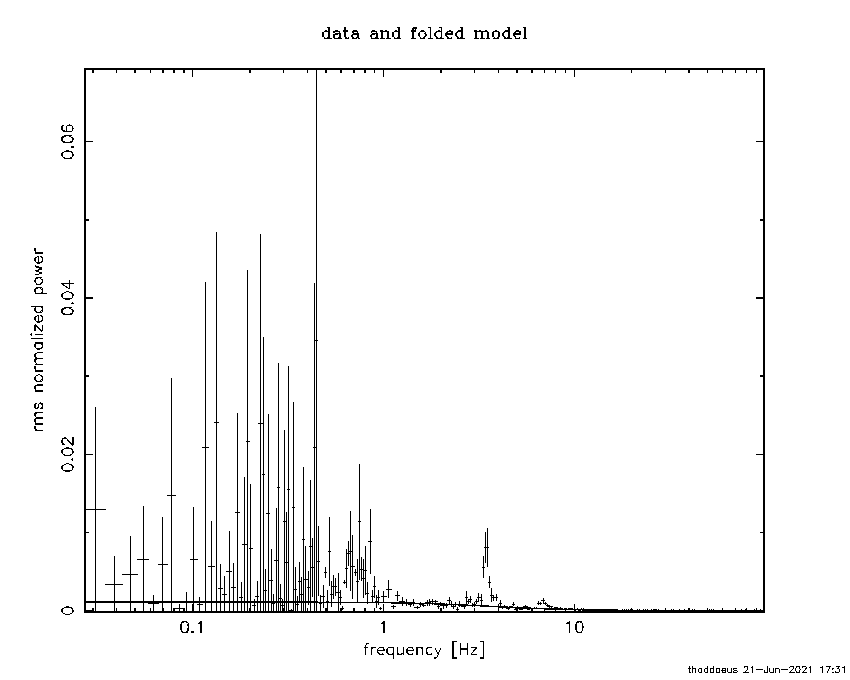 data and folded model
0.06
0.04
0.02
0
rms normalized power
0.1
1
10
frequency [Hz]
thoddaeus 21-Jun-2021 17:31